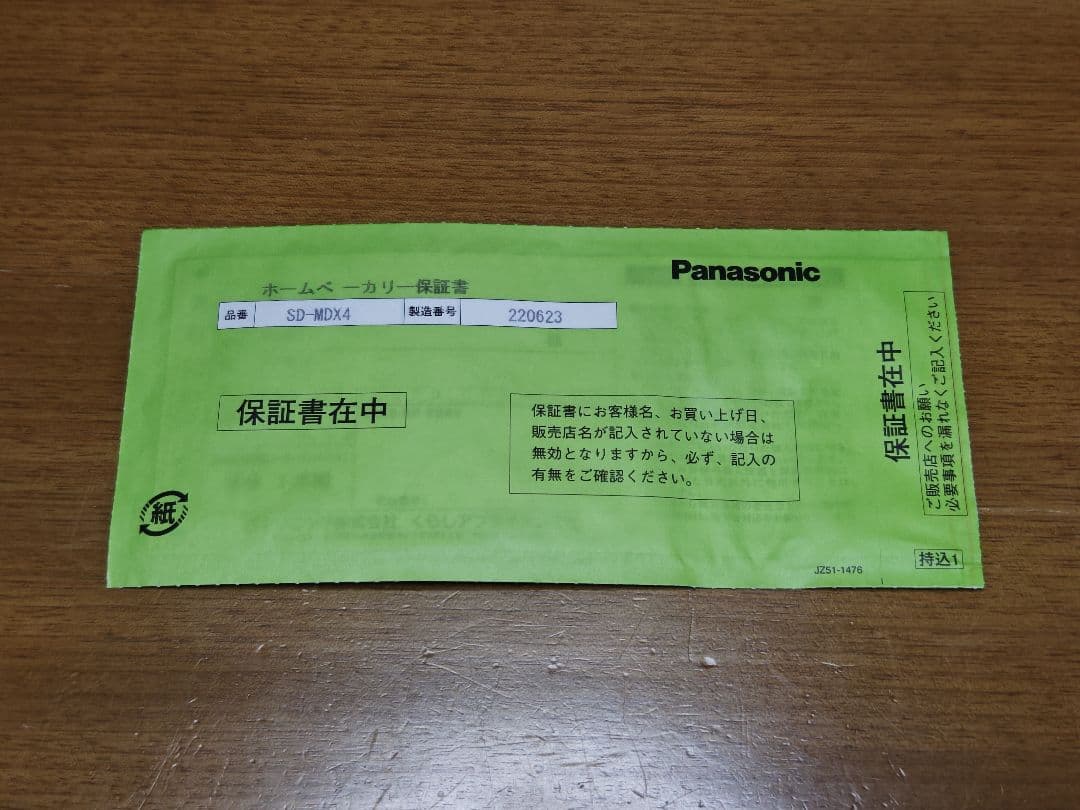 Panasonic
ホームベーカリー保証書
品番 SD-MDX4 製造番号 220623
保証書在中
保証書にお客様名、お買い上げ日、
販売店名が記入されていない場合は
無効となりますから、必ず、記入の
有無をご確認ください。
保証書在中
ご販売店へのお願い
必要事項を漏れなくご記入ください
紙
JZ51-1476
持込1